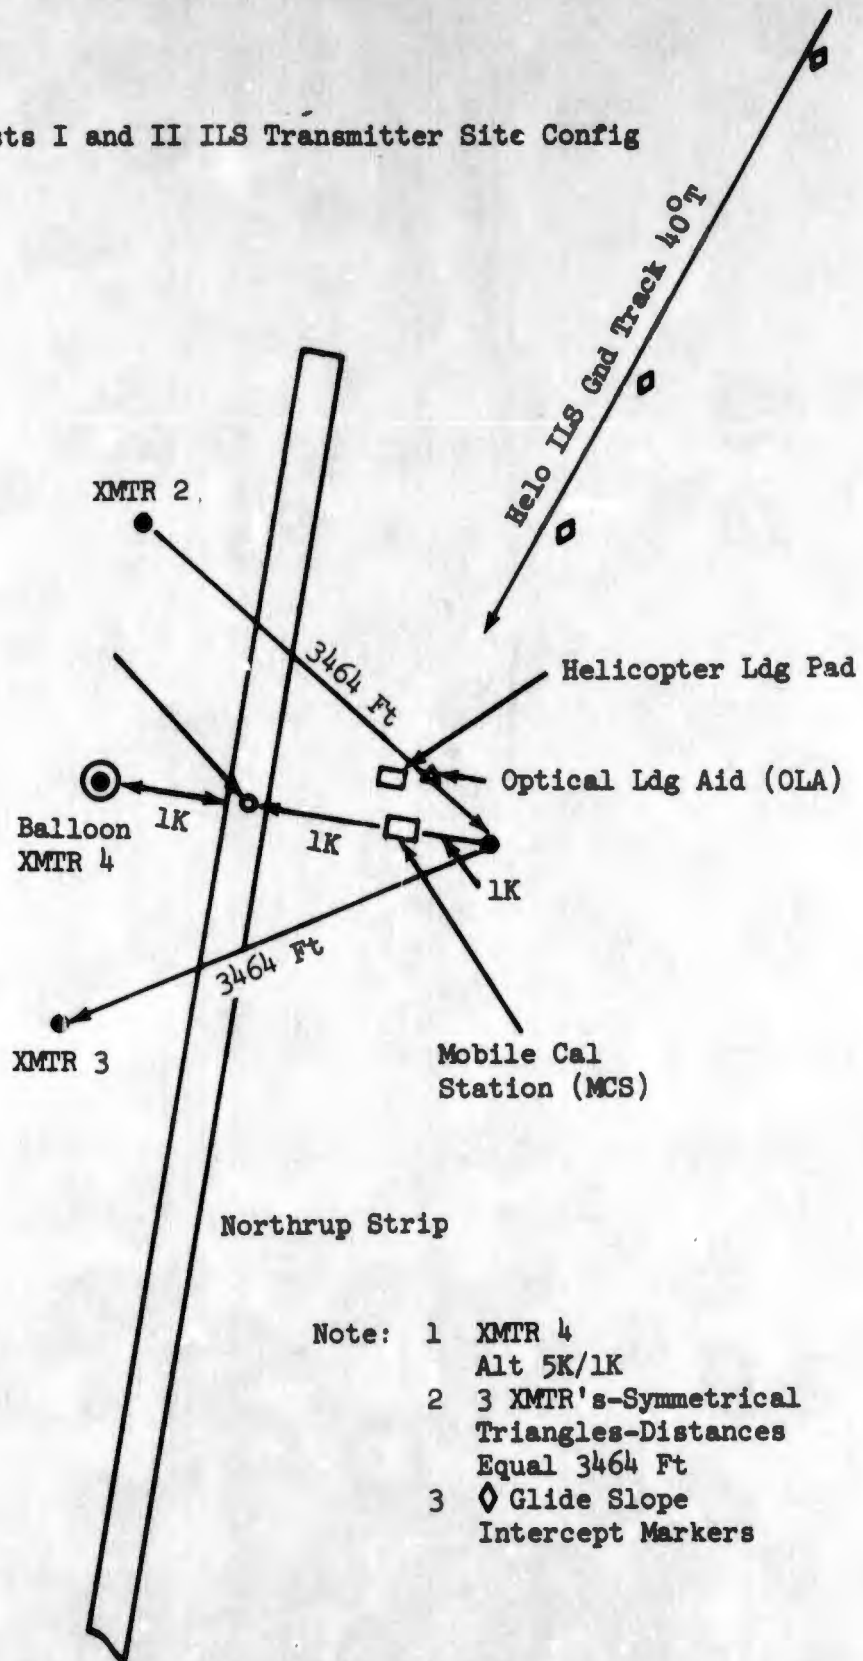 sts I and II ILS Transmitter Site Config
Helo ILS Gnd Track 40°T
XMTR 2
3464 Ft
Helicopter Ldg Pad
Optical Ldg Aid (OLA)
Balloon
XMTR 4
1K
1K
1K
3464 Ft
XMTR 3
Mobile Cal
Station (MCS)
Northrup Strip
Note: 1 XMTR 4
Alt 5K/1K
2 3 XMTR's-Symmetrical
Triangles-Distances
Equal 3464 Ft
3 ◊ Glide Slope
Intercept Markers